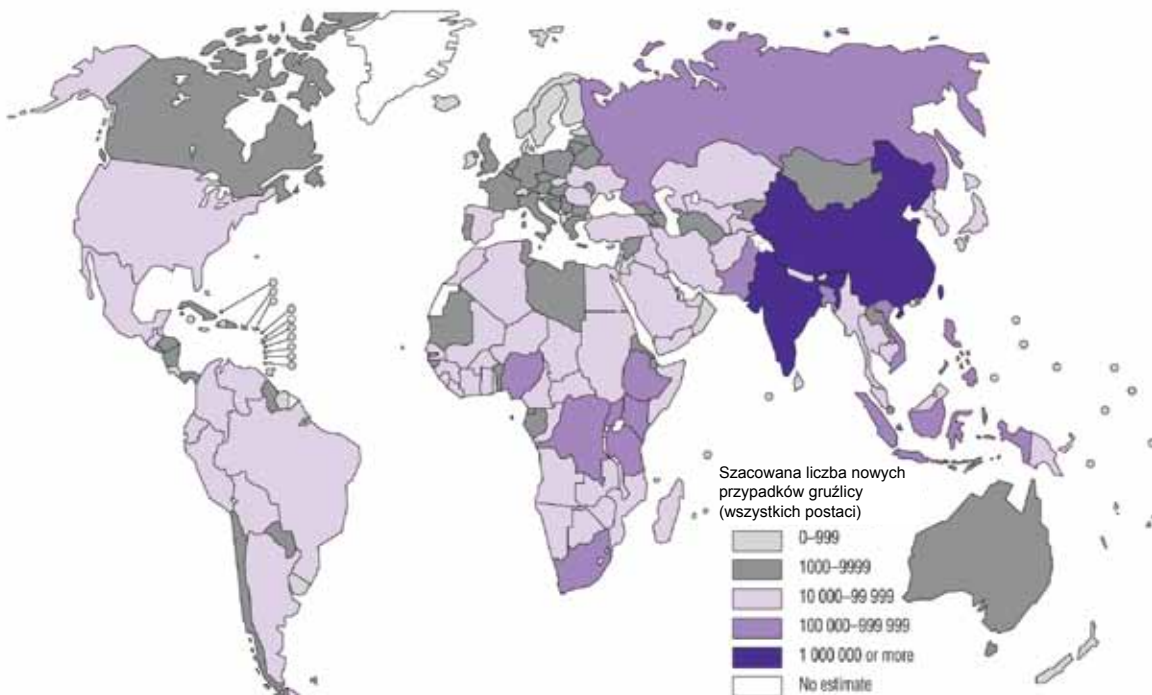 Szacowana liczba nowych
przypadków gruźlicy
(wszystkich postaci)
0–999
1000–9999
10 000–99 999
100 000–999 999
1 000 000 or more
No estimate